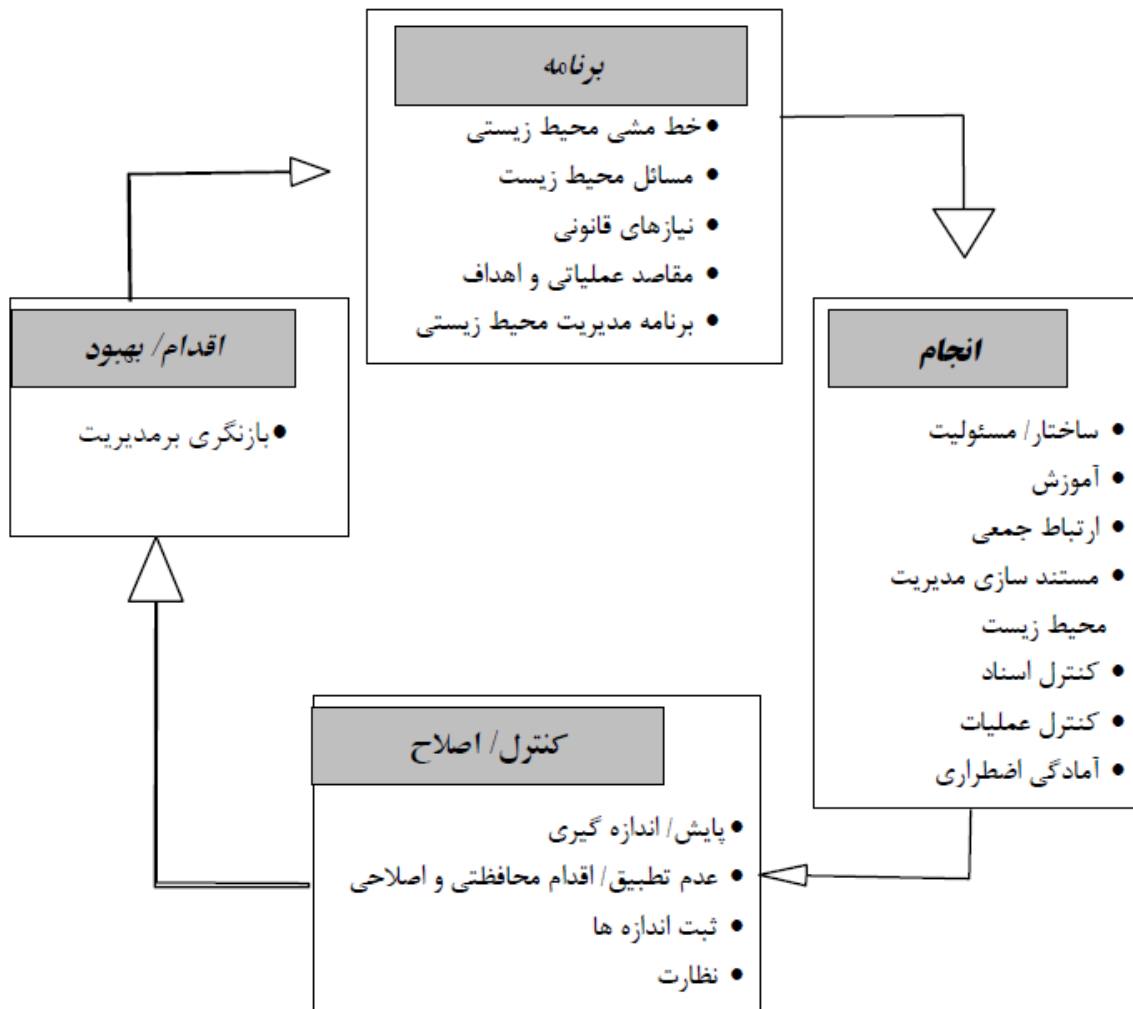 برنامه
• خط مشی محیط زیستی
• مسائل محیط زیست
• نیازهای قانونی
• مقاصد عملیاتی و اهداف
• برنامه مدیریت محیط زیستی
انجام
• ساختار/ مسئولیت
• آموزش
• ارتباط جمعی
• مستند سازی مدیریت
محیط زیست
• کنترل اسناد
• کنترل عملیات
• آمادگی اضطراری
کنترل/ اصلاح
• پایش/ اندازه گیری
• عدم تطبیق/ اقدام محافظتی و اصلاحی
• ثبت اندازه ها
• نظارت
اقدام/ بهبود
• بازنگری برمدیریت